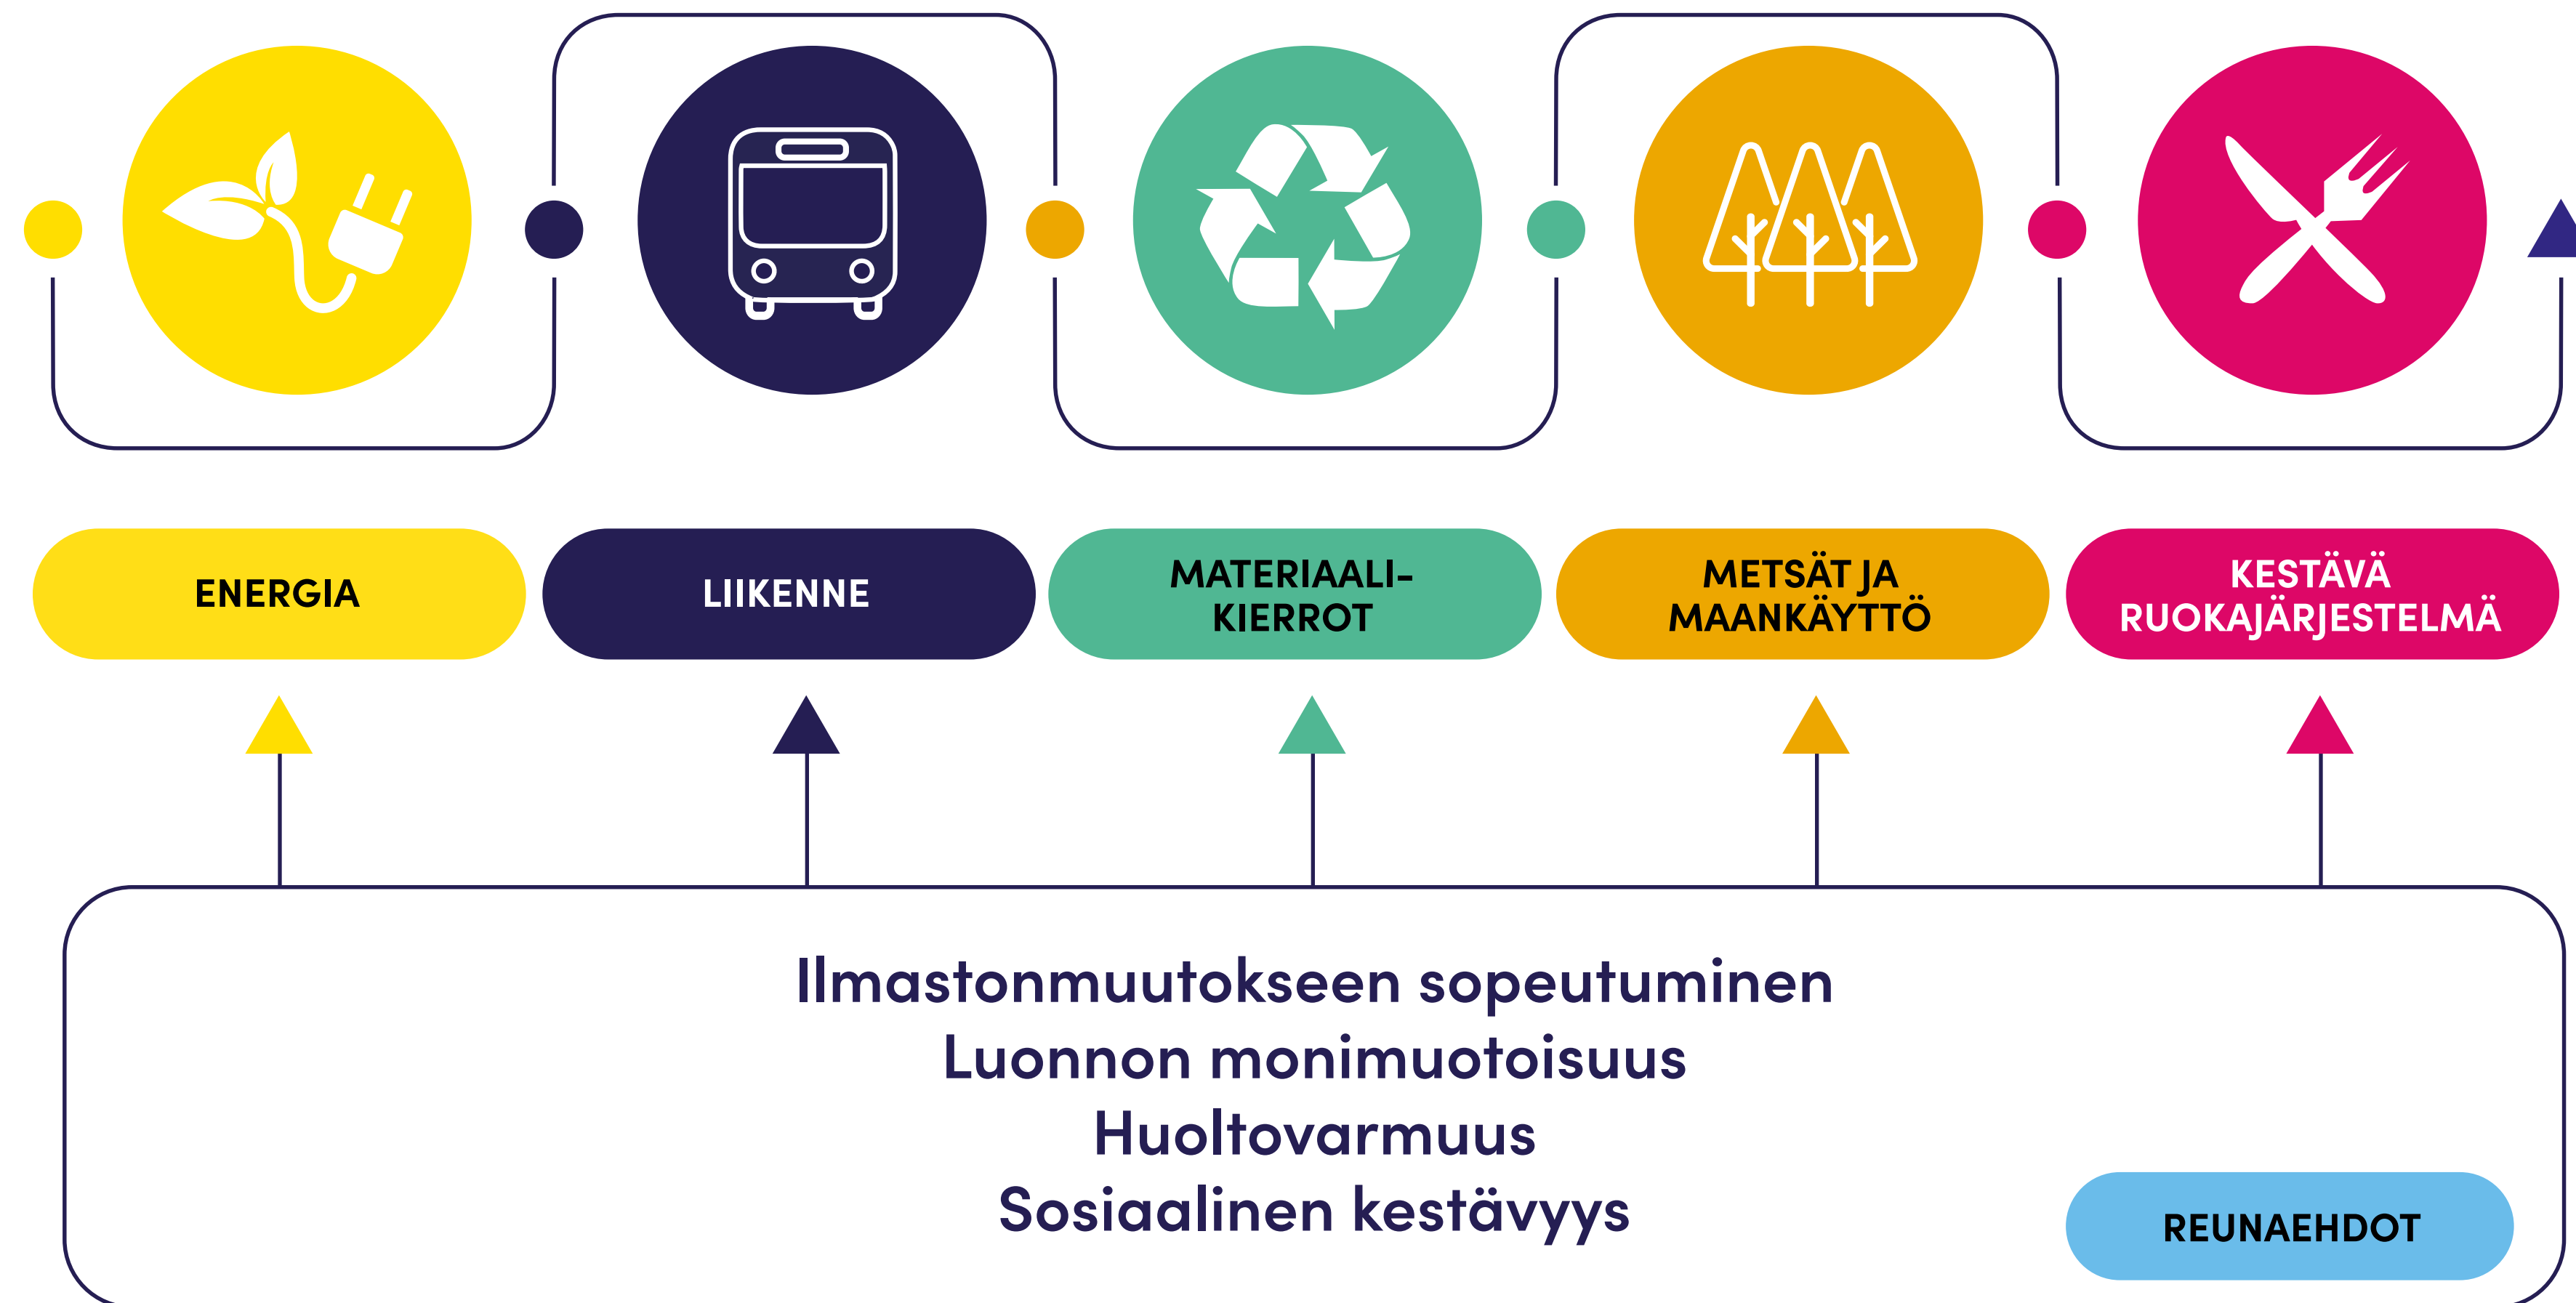 ENERGIA
LIIKENNE
MATERIAALI-
KIERROT
METSÄT JA
MAANKÄYTTÖ
KESTÄVÄ
RUOKAJÄRJESTELMÄ
Ilmastonmuutokseen sopeutuminen
Luonnon monimuotoisuus
Huoltovarmuus
Sosiaalinen kestävyys
REUNAEHDOT